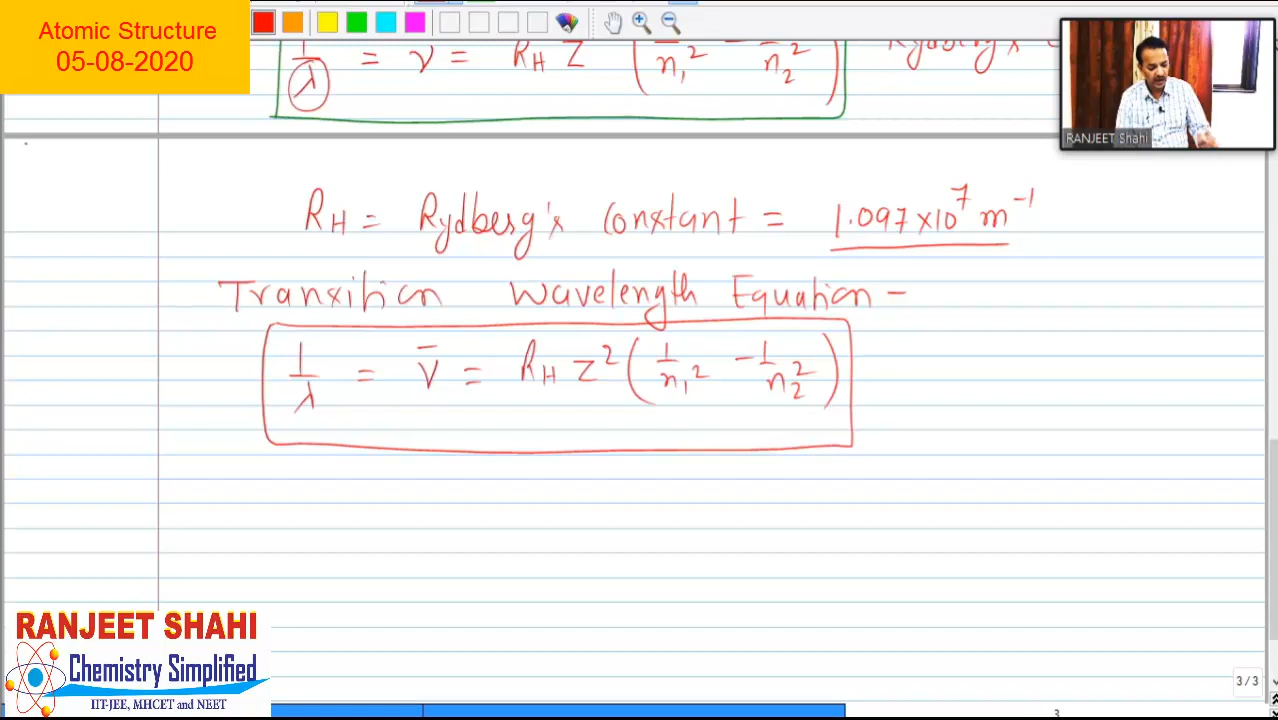 Atomic Structure
05-08-2020
1/λ = ν = R_H Z (1/n₁² - 1/n₂²) Rydberg's
RANJEET Shahi
R_H = Rydberg's Constant = 1.097×10⁷ m⁻¹
Transition Wavelength Equation –
1/λ = ν̄ = R_H Z² (1/n₁² - 1/n₂²)
RANJEET SHAHI
Chemistry Simplified
IIT-JEE, MHCET and NEET
3/3
3